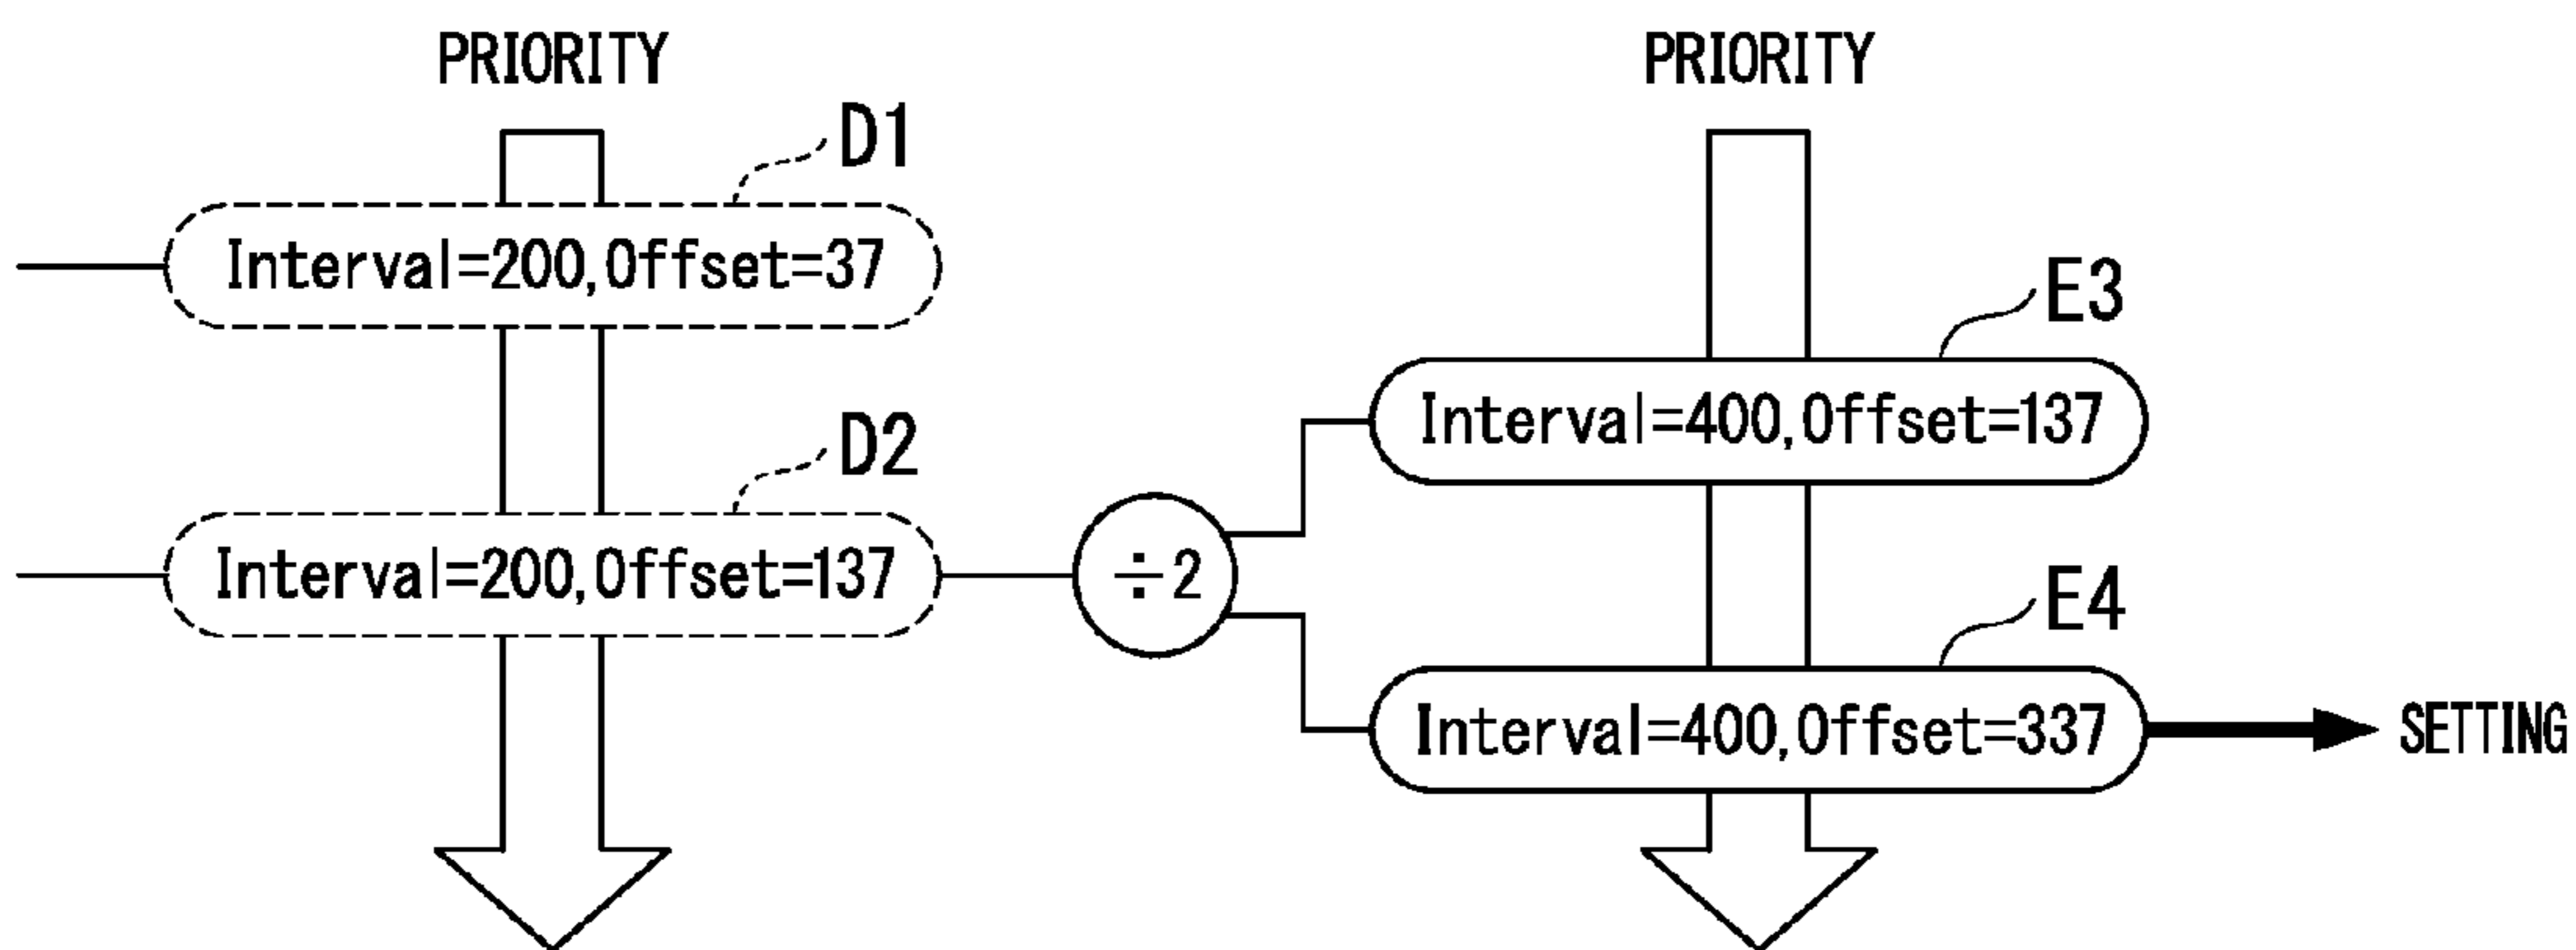 PRIORITY
D1
Interval=200, Offset=37
D2
Interval=200, Offset=137
÷2
PRIORITY
E3
Interval=400, Offset=137
E4
Interval=400, Offset=337
SETTING